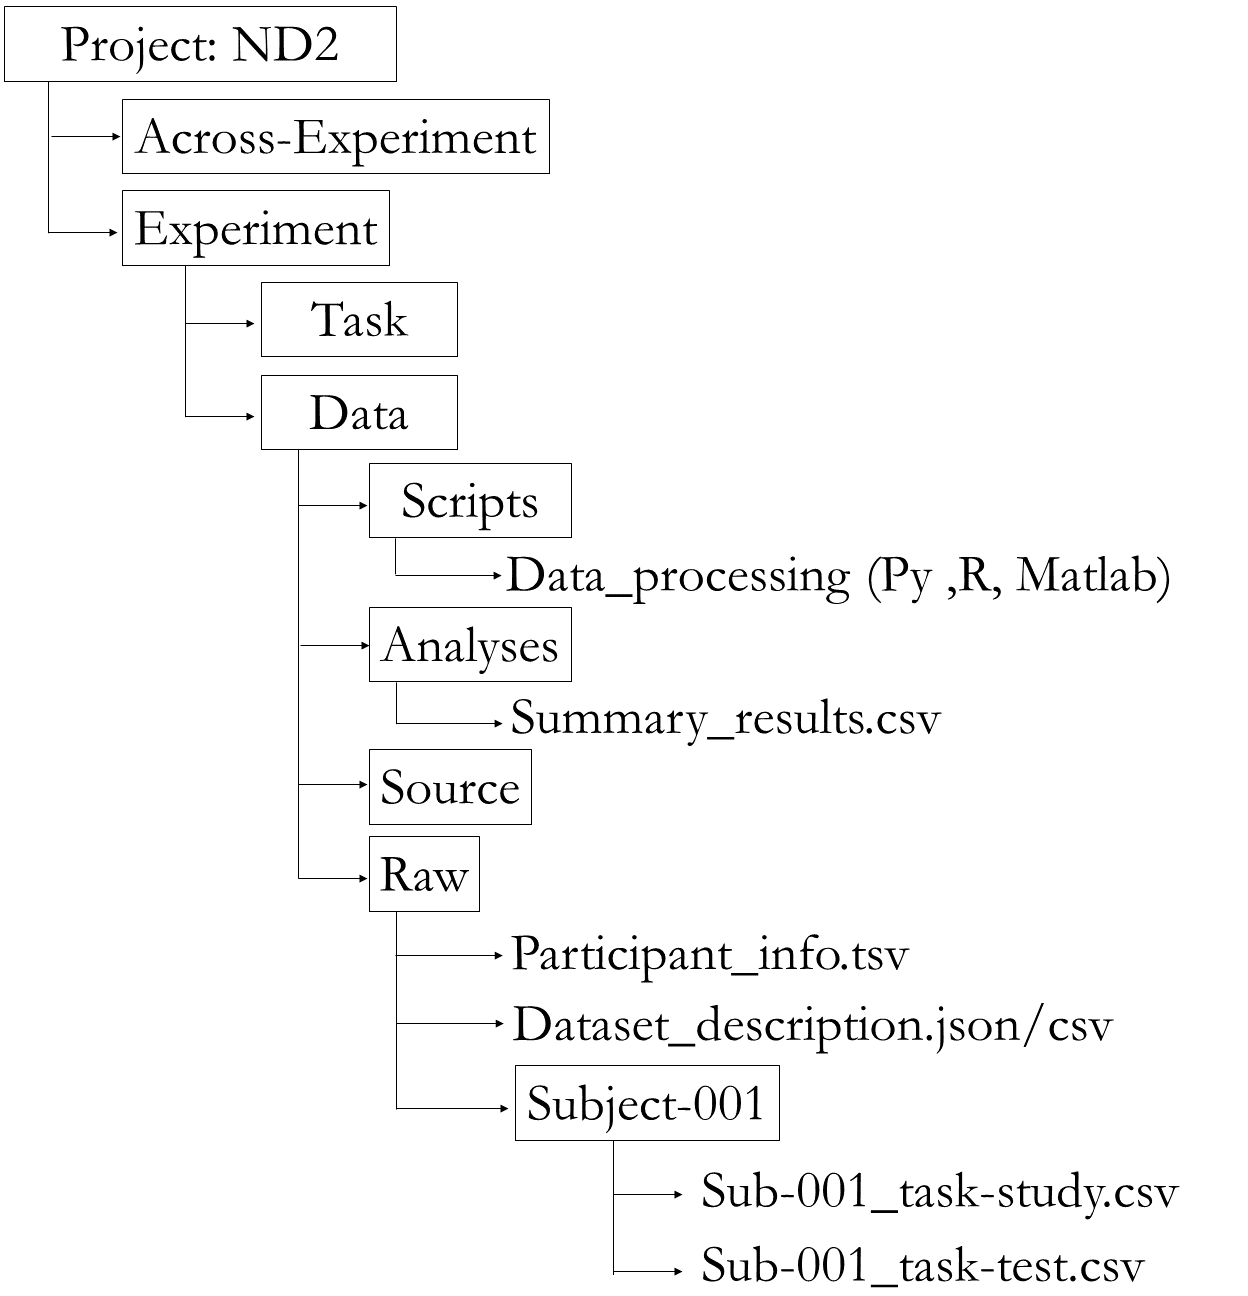 Project: ND2
Across-Experiment
Experiment
Task
Data
Scripts
Data_processing (Py ,R, Matlab)
Analyses
Summary_results.csv
Source
Raw
Participant_info.tsv
Dataset_description.json/csv
Subject-001
Sub-001_task-study.csv
Sub-001_task-test.csv